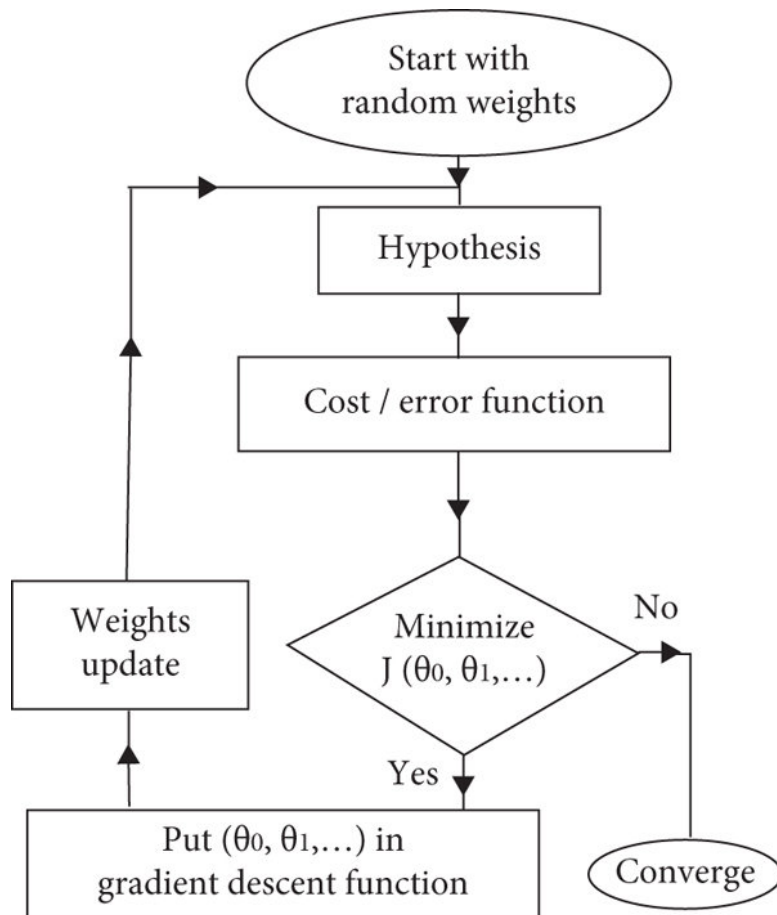 Start with
random weights
Hypothesis
Cost / error function
Minimize
J (θ0, θ1,…)
No
Yes
Weights
update
Put (θ0, θ1,…) in
gradient descent function
Converge